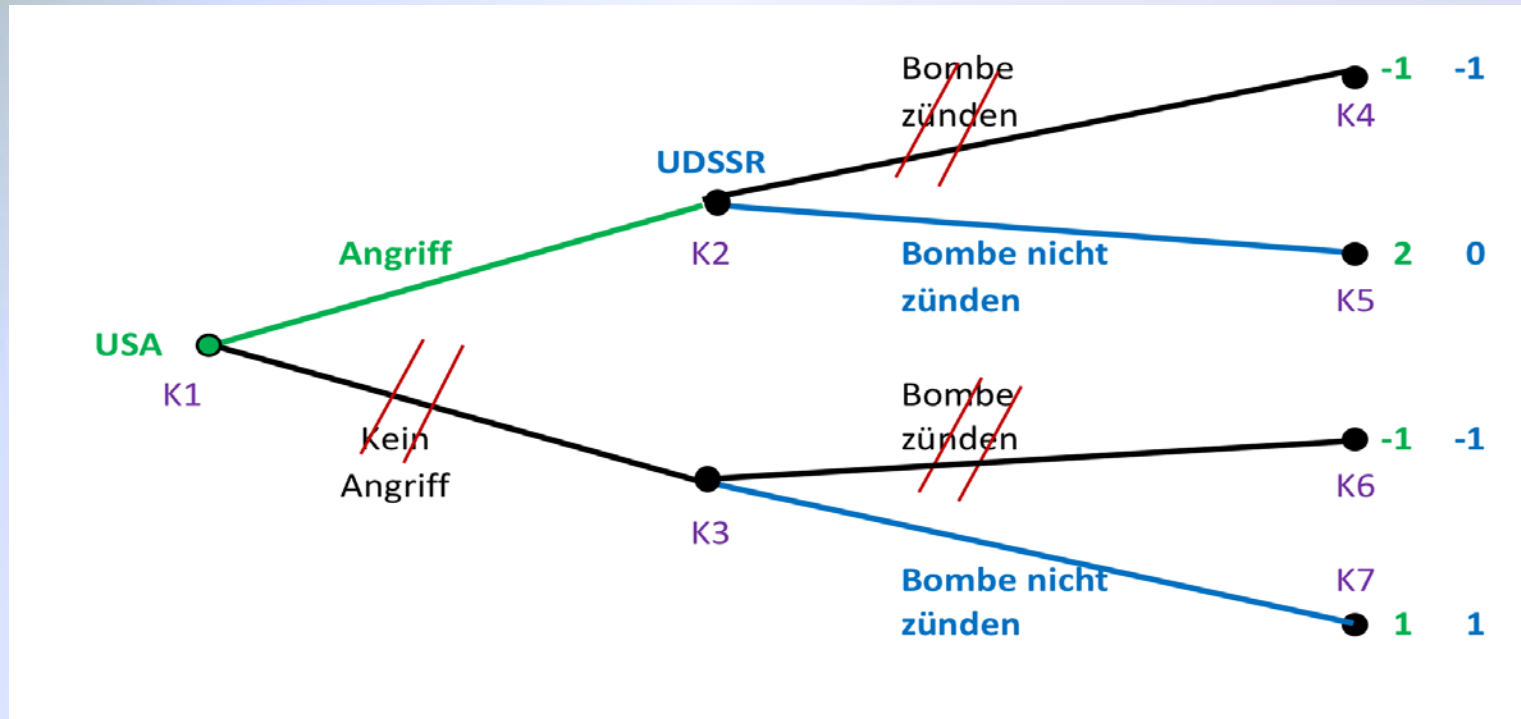 Bombe
zünden
-1 -1
K4
UDSSR
K2
Angriff
Bombe nicht
zünden
2 0
K5
USA
K1
Kein
Angriff
Bombe
zünden
-1 -1
K6
K3
Bombe nicht
zünden
K7
1 1